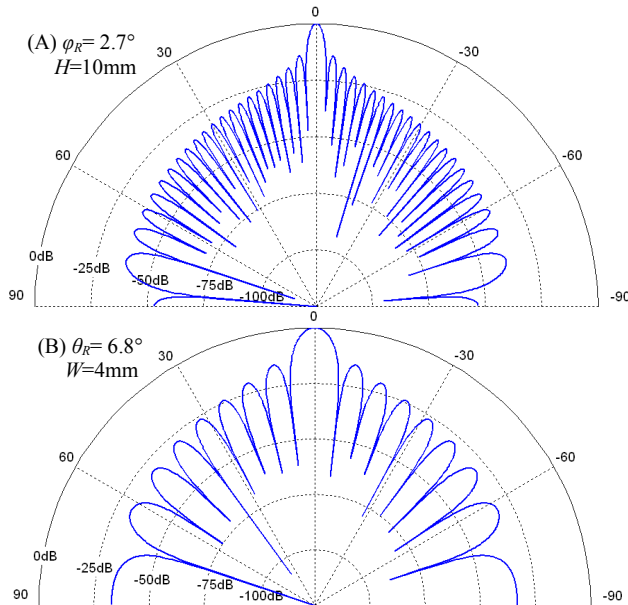 0
(A) φR= 2.7°
H=10mm
30
-30
60
-60
0dB
-25dB
-50dB
-75dB
-100dB
90
-90
0
(B) θR= 6.8°
W=4mm
30
-30
60
-60
0dB
-25dB
-50dB
-75dB
-100dB
90
-90